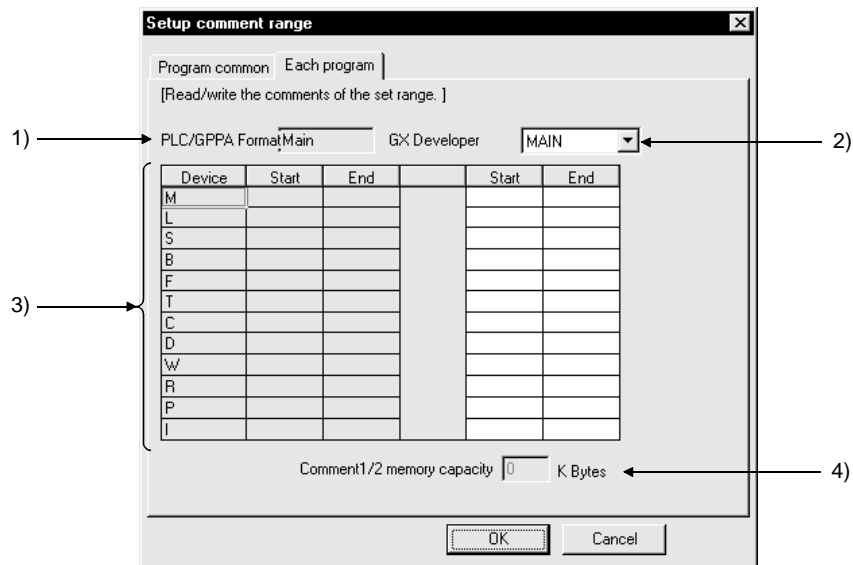 Setup comment range
Program common Each program
[Read/write the comments of the set range. ]
1) PLC/GPPA Format Main GX Developer MAIN 2)
Device Start End Start End
M
L
S
B
F
T
3)
C
D
W
R
P
I
Comment1/2 memory capacity 0 K Bytes 4)
OK Cancel